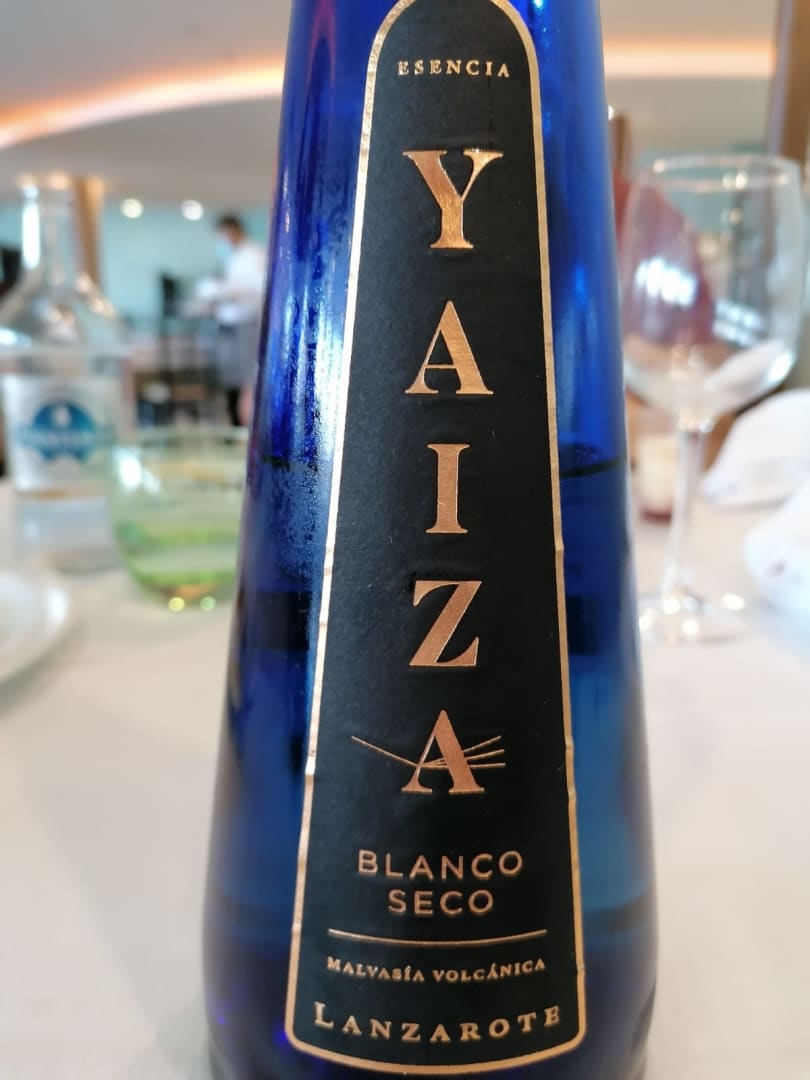 ESENCIA
YAIZA
BLANCO
SECO
MALVASÍA VOLCÁNICA
LANZAROTE